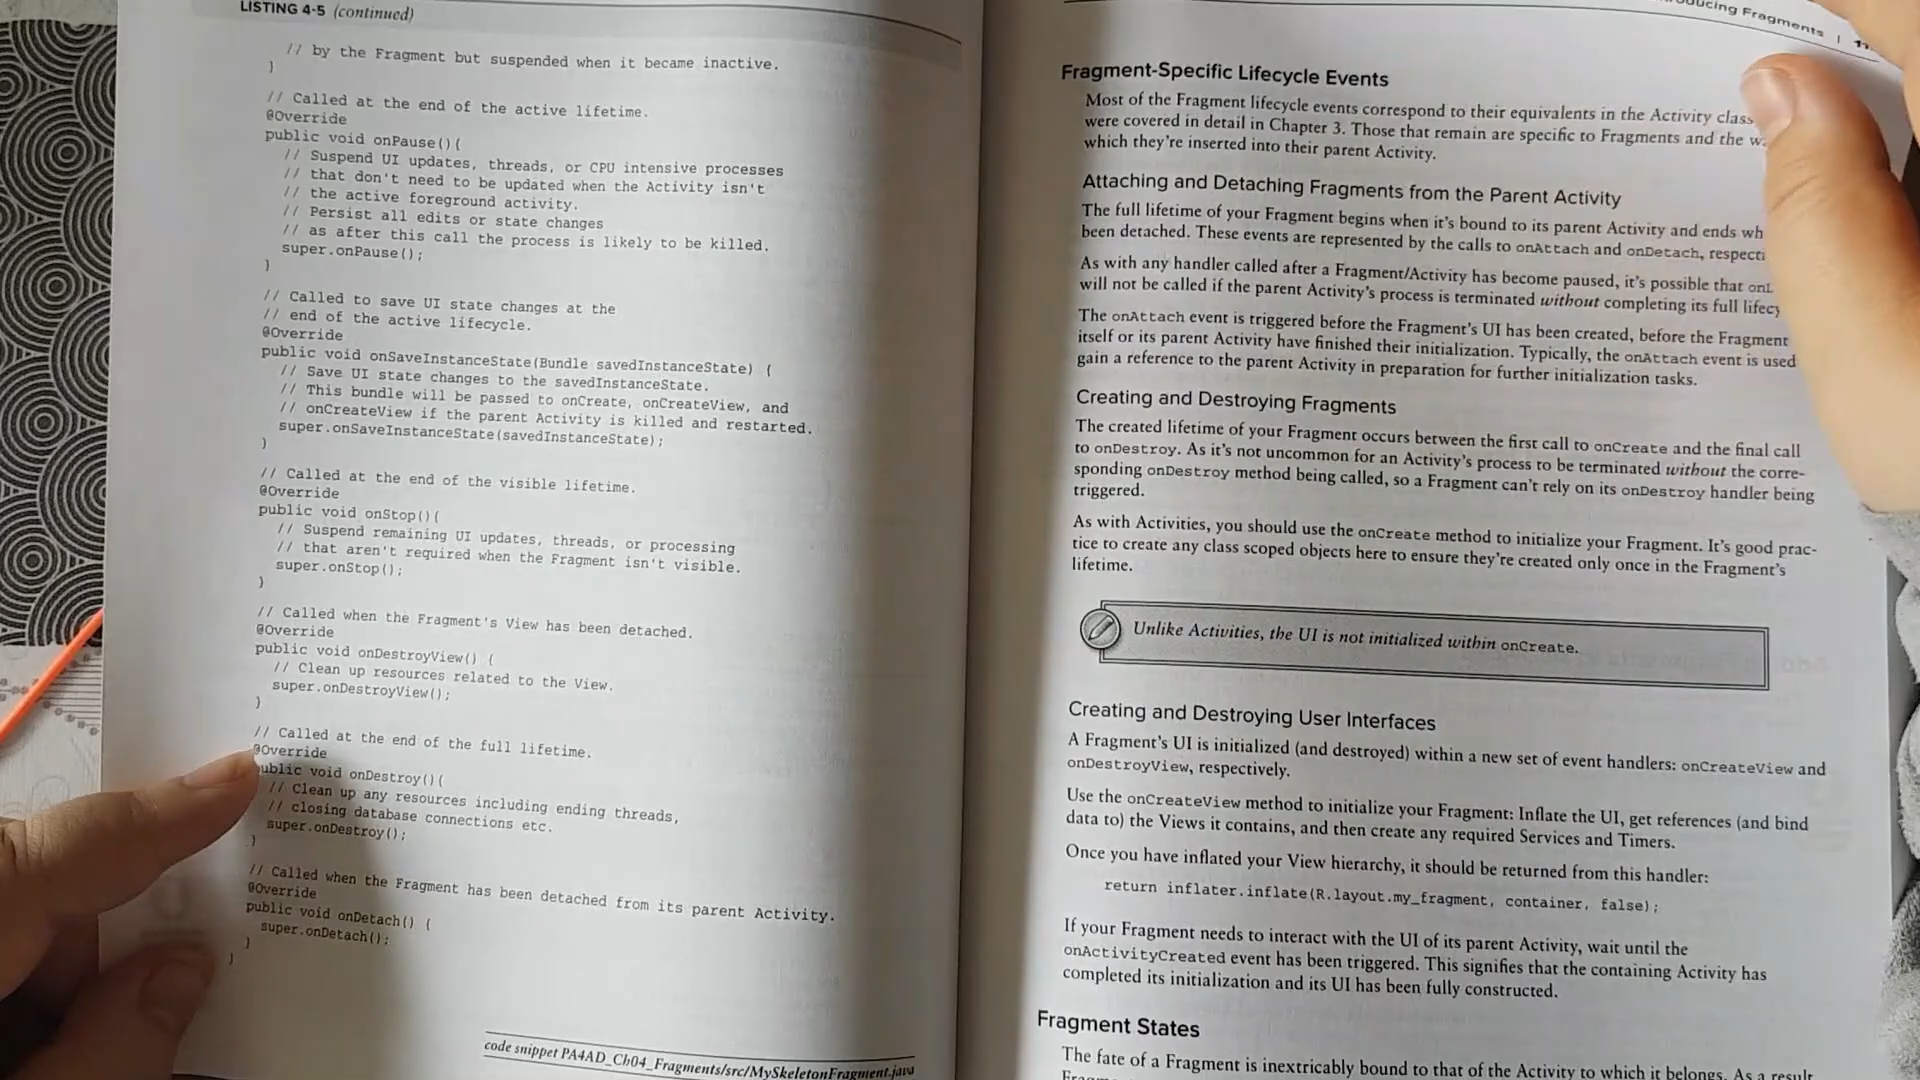 LISTING 4-5 (continued)
// by the Fragment but suspended when it became inactive.
}
// Called at the end of the active lifetime.
@Override
public void onPause(){
// Suspend UI updates, threads, or CPU intensive processes
// that don't need to be updated when the Activity isn't
// the active foreground activity.
// Persist all edits or state changes
// as after this call the process is likely to be killed.
super.onPause();
}
// Called to save UI state changes at the
// end of the active lifecycle.
@Override
public void onSaveInstanceState(Bundle savedInstanceState) {
// Save UI state changes to the savedInstanceState.
// This bundle will be passed to onCreate, onCreateView, and
// onCreateView if the parent Activity is killed and restarted.
super.onSaveInstanceState(savedInstanceState);
}
// Called at the end of the visible lifetime.
@Override
public void onStop(){
// Suspend remaining UI updates, threads, or processing
// that aren't required when the Fragment isn't visible.
super.onStop();
}
// Called when the Fragment's View has been detached.
@Override
public void onDestroyView() {
// Clean up resources related to the View.
super.onDestroyView();
}
// Called at the end of the full lifetime.
@Override
public void onDestroy(){
// Clean up any resources including ending threads,
// closing database connections etc.
super.onDestroy();
}
// Called when the Fragment has been detached from its parent Activity.
@Override
public void onDetach() {
super.onDetach();
}
}
code snippet PA4AD_Ch04_Fragments/src/MySkeletonFragment.java
Fragments |
Fragment-Specific Lifecycle Events
Most of the Fragment lifecycle events correspond to their equivalents in the Activity class
were covered in detail in Chapter 3. Those that remain are specific to Fragments and the
which they're inserted into their parent Activity.
Attaching and Detaching Fragments from the Parent Activity
The full lifetime of your Fragment begins when it's bound to its parent Activity and ends
been detached. These events are represented by the calls to onAttach and onDetach,
As with any handler called after a Fragment/Activity has become paused, it's possible that
will not be called if the parent Activity's process is terminated without completing its full
The onAttach event is triggered before the Fragment's UI has been created, before the Fragment
itself or its parent Activity have finished their initialization. Typically, the onAttach event is used
gain a reference to the parent Activity in preparation for further initialization tasks.
Creating and Destroying Fragments
The created lifetime of your Fragment occurs between the first call to onCreate and the final call
to onDestroy. As it's not uncommon for an Activity's process to be terminated without the corre-
sponding onDestroy method being called, so a Fragment can't rely on its onDestroy handler being
triggered.
As with Activities, you should use the onCreate method to initialize your Fragment. It's good prac-
tice to create any class scoped objects here to ensure they're created only once in the Fragment's
lifetime.
Unlike Activities, the UI is not initialized within onCreate.
Creating and Destroying User Interfaces
A Fragment's UI is initialized (and destroyed) within a new set of event handlers: onCreateView and
onDestroyView, respectively.
Use the onCreateView method to initialize your Fragment: Inflate the UI, get references (and bind
data to) the Views it contains, and then create any required Services and Timers.
Once you have inflated your View hierarchy, it should be returned from this handler:
return inflater.inflate(R.layout.my_fragment, container, false);
If your Fragment needs to interact with the UI of its parent Activity, wait until the
onActivityCreated event has been triggered. This signifies that the containing Activity has
completed its initialization and its UI has been fully constructed.
Fragment States
The fate of a Fragment is inextricably bound to that of the Activity to which it belongs. As a result